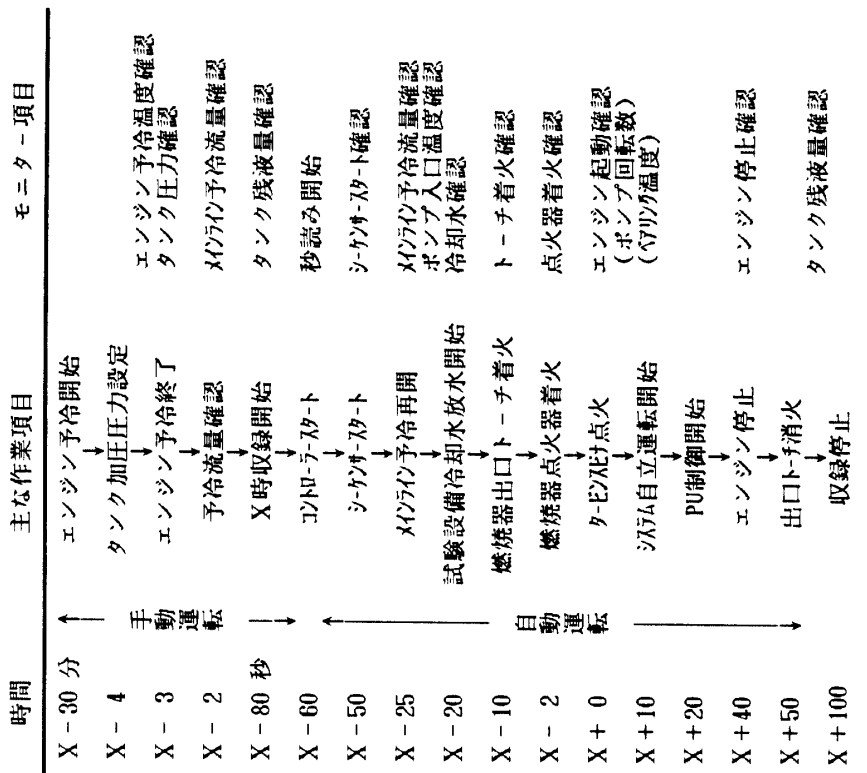 時間 主な作業項目 モニター項目
手動運転
自動運転
X－30 分 エンジン予冷開始
X－ 4 タンク加圧圧力設定 エンジン予冷温度確認
タンク圧力確認
X－ 3 エンジン予冷終了
X－ 2 予冷流量確認 メインライン予冷流量確認
X－80 秒 X時収録開始 タンク残液量確認
X－60 コントローラースタート 秒読み開始
X－50 シーケンサースタート シーケンサースタート確認
X－25 メインライン予冷再開 メインライン予冷流量確認
ポンプ入口温度確認
X－20 試験設備冷却水放水開始 冷却水確認
X－10 燃焼器出口トーチ着火 トーチ着火確認
X－ 2 燃焼器点火器着火 点火器着火確認
X＋ 0 タービンスピナ点火 エンジン起動確認
(ポンプ回転数)
(ベアリング温度)
X＋10 システム自立運転開始
X＋20 PU制御開始
X＋40 エンジン停止 エンジン停止確認
X＋50 出口トーチ消火
X＋100 収録停止 タンク残液量確認